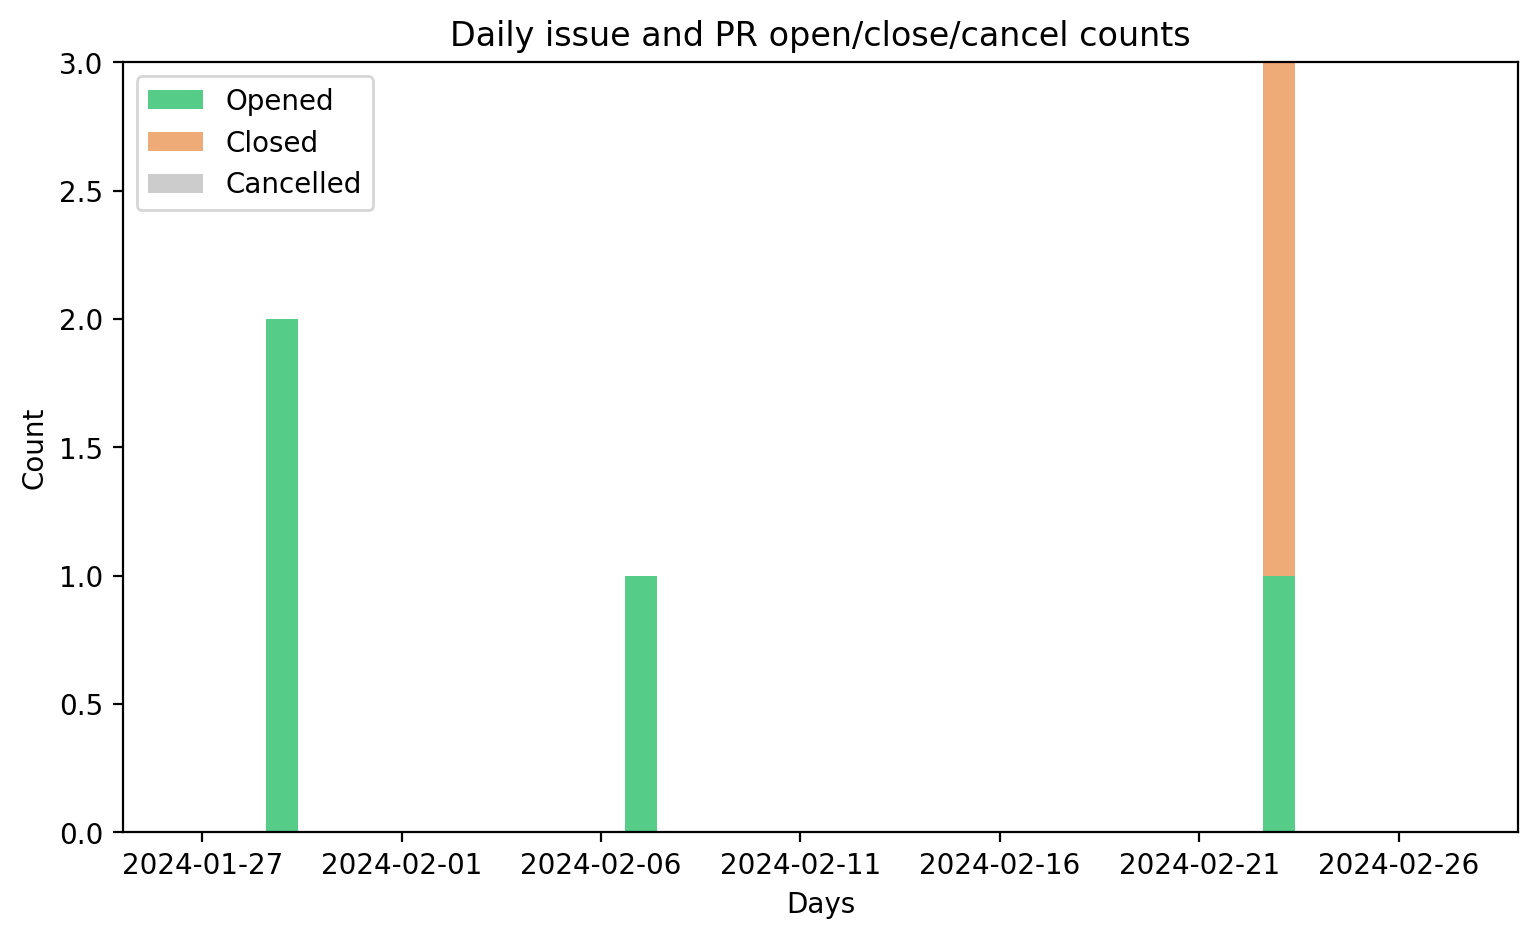 Daily issue and PR open/close/cancel counts
3.0
2.5
2.0
1.5
1.0
0.5
0.0
Count
Opened
Closed
Cancelled
2024-01-27 2024-02-01 2024-02-06 2024-02-11 2024-02-16 2024-02-21 2024-02-26
Days